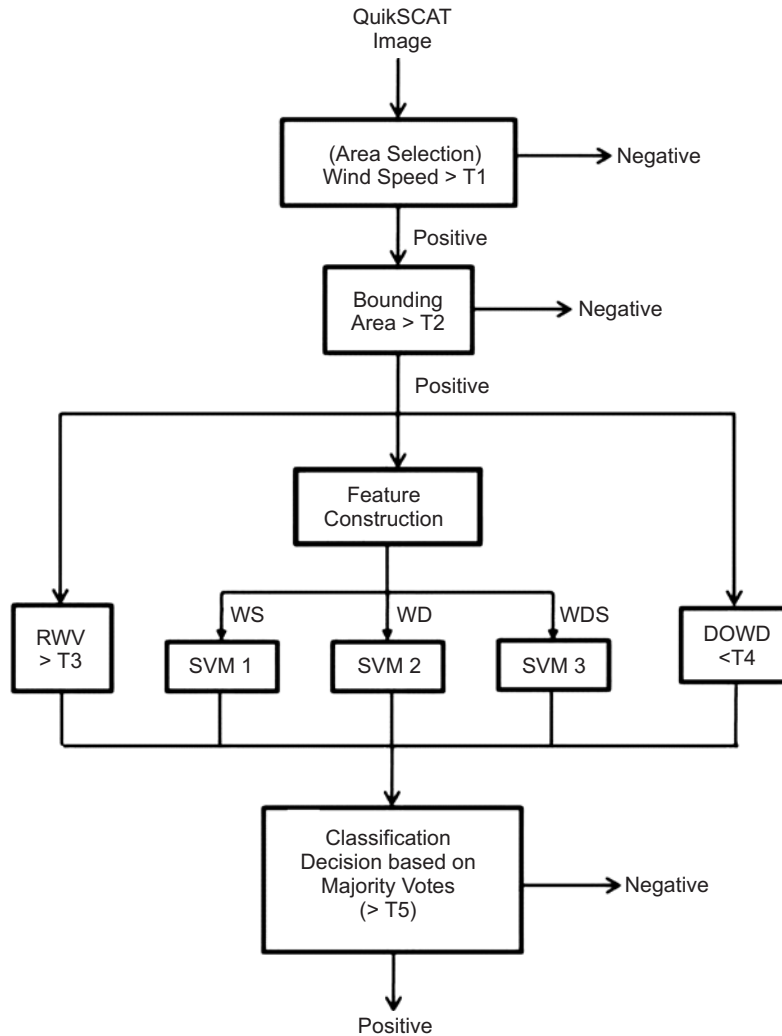 QuikSCAT
Image
(Area Selection)
Wind Speed > T1
Negative
Positive
Bounding
Area > T2
Negative
Positive
Feature
Construction
WS
WD
WDS
RWV
> T3
SVM 1
SVM 2
SVM 3
DOWD
<T4
Classification
Decision based on
Majority Votes
(> T5)
Negative
Positive